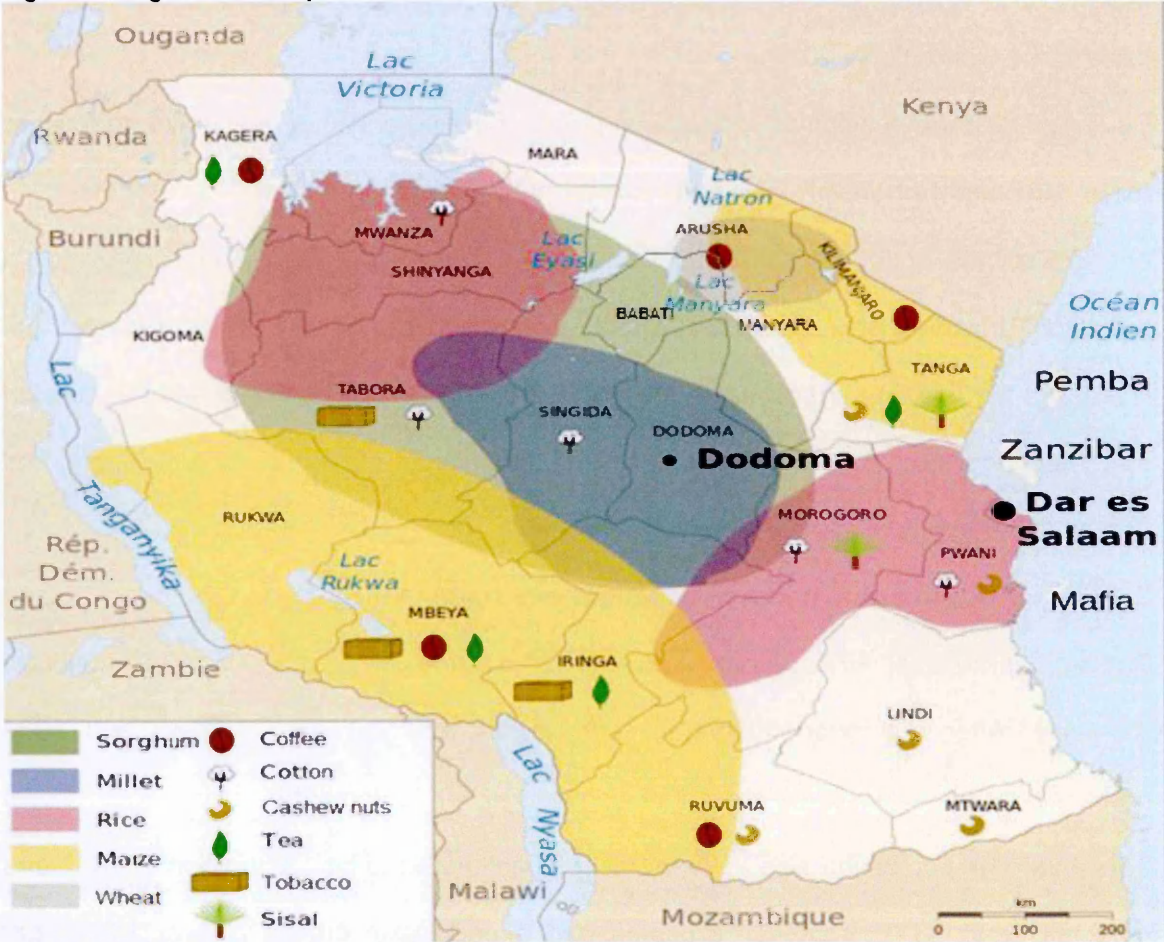 Ouganda
Lac
Victoria
Kenya
Rwanda
KAGERA
MARA
Lac
Natron
Burundi
MWANZA
ARUSHA
Lac
Eyasi
SHINYANGA
KILIMANJARO
Lac
Manyara
Océan
Indien
KIGOMA
BABATI
MANYARA
Lac
Tanganyika
TABORA
TANGA
Pemba
SINGIDA
DODOMA
Dodoma
Zanzibar
RUKWA
MOROGORO
Dar es
Salaam
Rép.
Dém.
du Congo
Lac
Rukwa
PWANI
Mafia
MBEYA
Zambie
IRINGA
LINDI
Lac
Nyasa
RUVUMA
MTWARA
Malawi
Mozambique
Sorghum
Millet
Rice
Maize
Wheat
Coffee
Cotton
Cashew nuts
Tea
Tobacco
Sisal
km
0 100 200